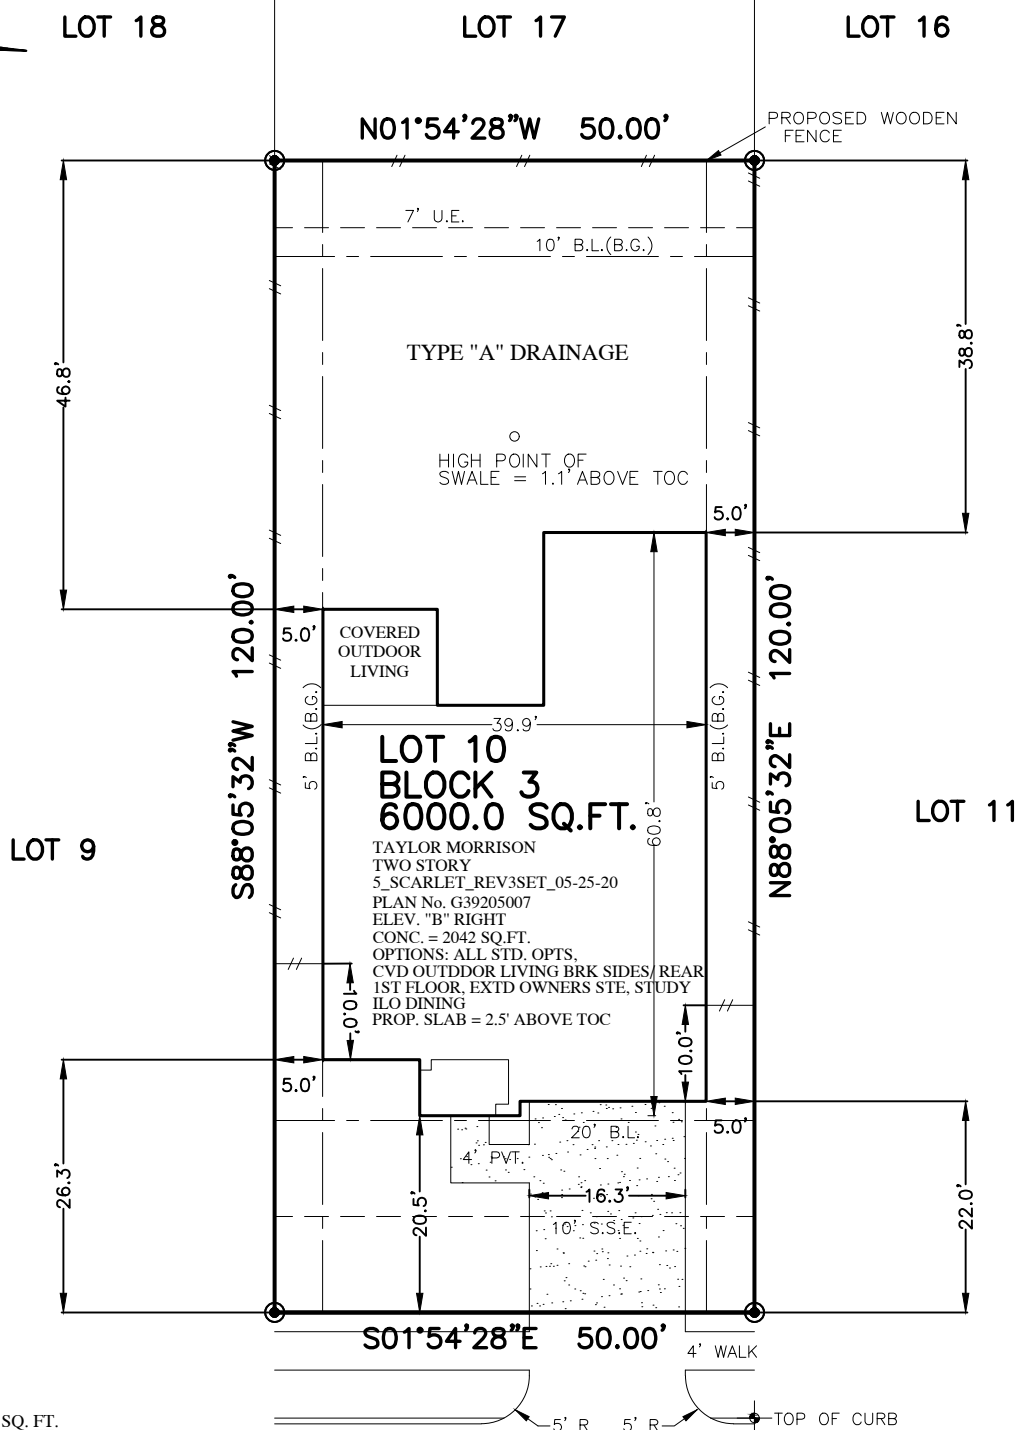 LOT 18
LOT 17
LOT 16
N01°54'28"W 50.00'
PROPOSED WOODEN
FENCE
7' U.E.
10' B.L.(B.G.)
TYPE "A" DRAINAGE
46.8'
38.8'
HIGH POINT OF
SWALE = 1.1' ABOVE TOC
5.0'
5.0'
COVERED
OUTDOOR
LIVING
S88°05'32"W 120.00'
N88°05'32"E 120.00'
5' B.L.(B.G.)
5' B.L.(B.G.)
39.9'
LOT 10
BLOCK 3
6000.0 SQ.FT.
60.8'
LOT 9
LOT 11
TAYLOR MORRISON
TWO STORY
5_SCARLET_REV3SET_05-25-20
PLAN No. G39205007
ELEV. "B" RIGHT
CONC. = 2042 SQ.FT.
OPTIONS: ALL STD. OPTS,
CVD OUTDDOR LIVING BRK SIDES/ REAR
1ST FLOOR, EXTD OWNERS STE, STUDY
ILO DINING
PROP. SLAB = 2.5' ABOVE TOC
10.0'
10.0'
5.0'
5.0'
20' B.L.
4' PVT.
26.3'
20.5'
16.3'
22.0'
10' S.S.E.
S01°54'28"E 50.00'
4' WALK
SQ. FT.
5' R
5' R
TOP OF CURB